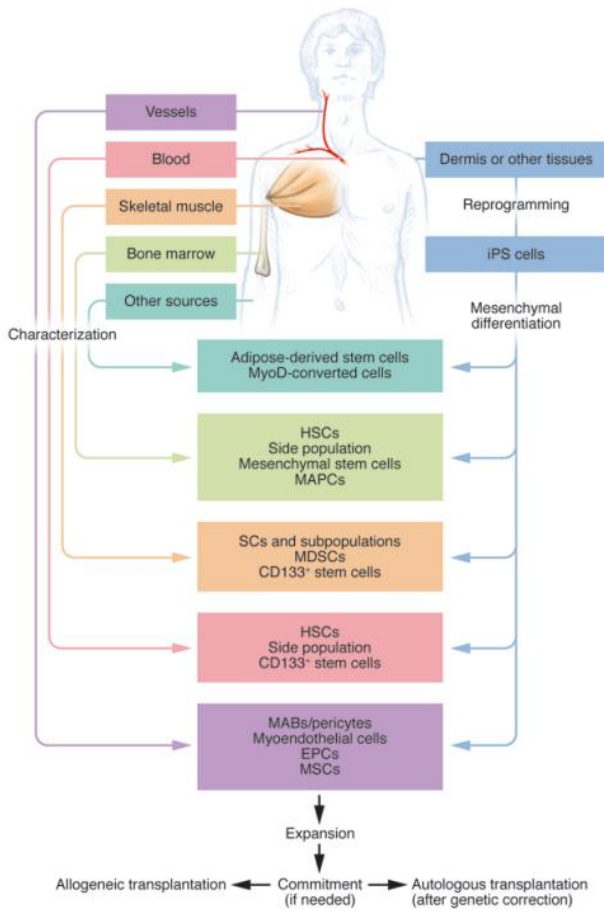 Vessels
Blood
Dermis or other tissues
Skeletal muscle
Reprogramming
Bone marrow
iPS cells
Other sources
Characterization
Mesenchymal
differentiation
Adipose-derived stem cells
MyoD-converted cells
HSCs
Side population
Mesenchymal stem cells
MAPCs
SCs and subpopulations
MDSCs
CD133⁺ stem cells
HSCs
Side population
CD133⁺ stem cells
MABs/pericytes
Myoendothelial cells
EPCs
MSCs
Expansion
Allogeneic transplantation
Commitment
(if needed)
Autologous transplantation
(after genetic correction)